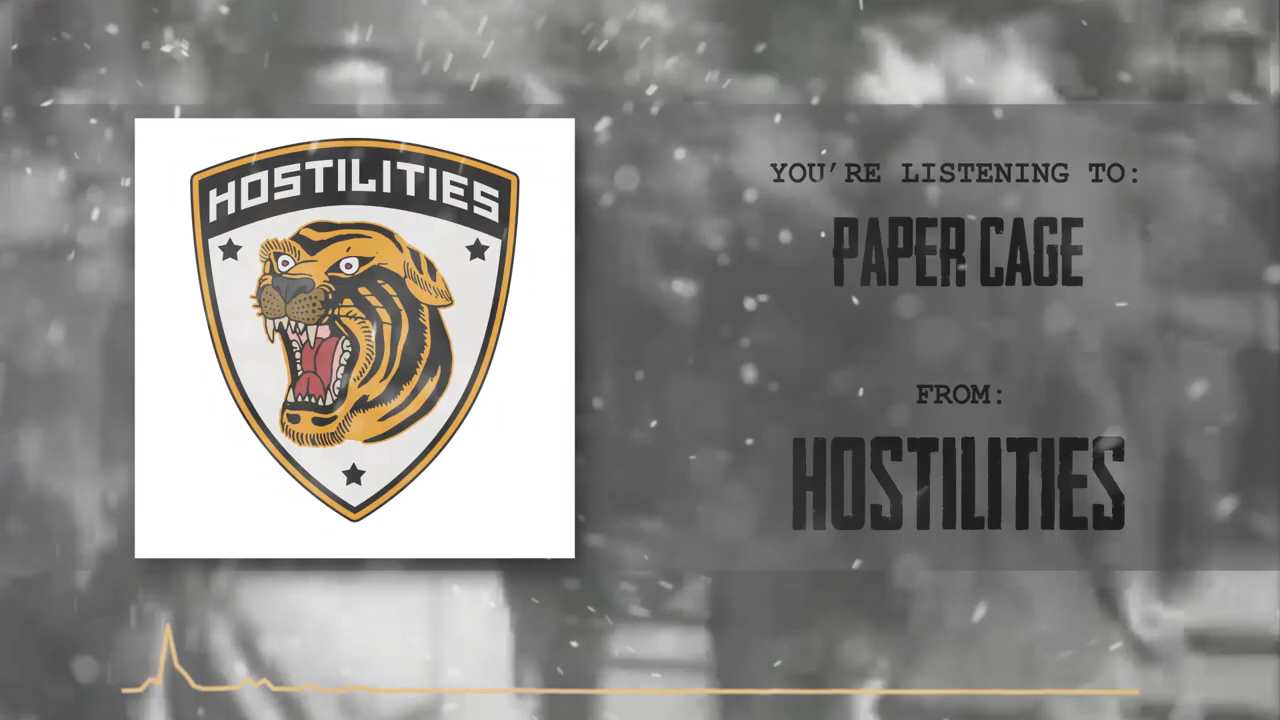 HOSTILITIES
YOU'RE LISTENING TO:
PAPER CAGE
FROM:
HOSTILITIES